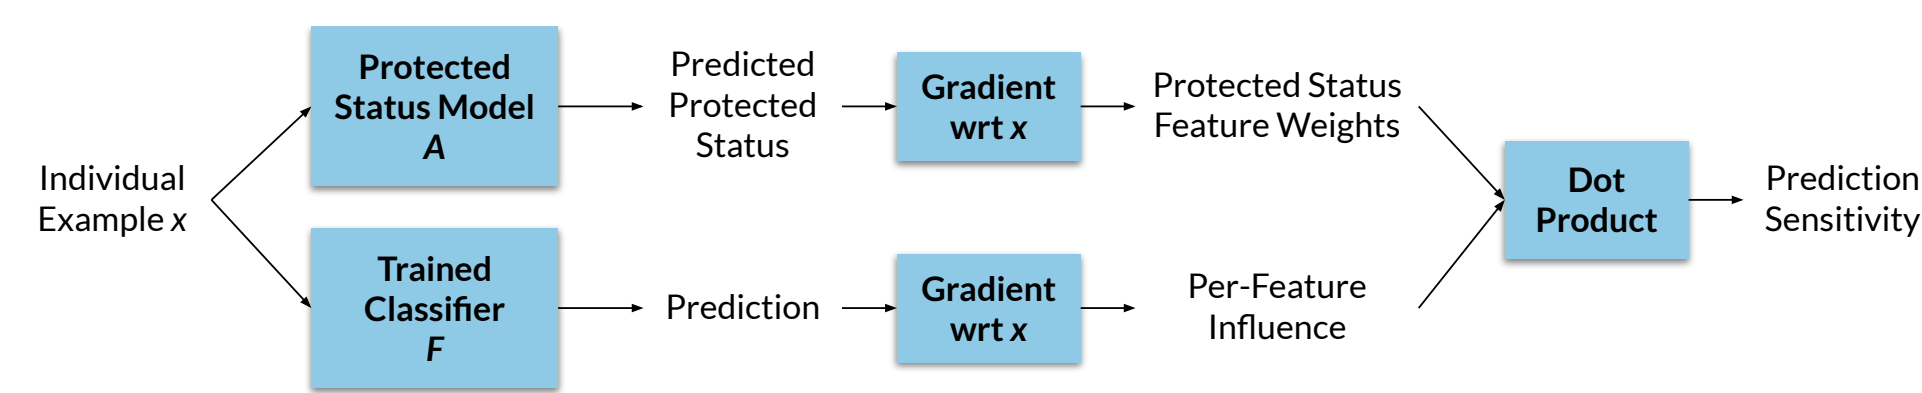 Individual
Example x
Protected
Status Model
A
Predicted
Protected
Status
Gradient
wrt x
Protected Status
Feature Weights
Trained
Classifier
F
Prediction
Gradient
wrt x
Per-Feature
Influence
Dot
Product
Prediction
Sensitivity